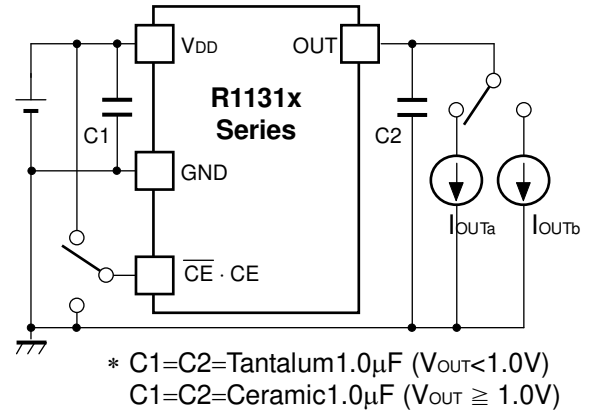 VDD
OUT
R1131x
Series
C1
C2
GND
IOUTa
IOUTb
C̅E̅ · CE
* C1=C2=Tantalum1.0μF (VOUT<1.0V)
C1=C2=Ceramic1.0μF (VOUT ≧ 1.0V)